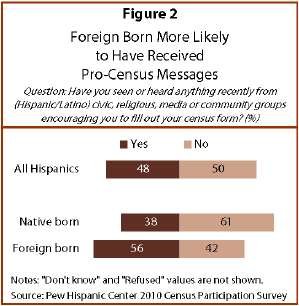 Figure 2
Foreign Born More Likely
to Have Received
Pro-Census Messages
Question: Have you seen or heard anything recently from
(Hispanic/Latino) civic, religious, media or community groups
encouraging you to fill out your census form? (%)
Yes No
All Hispanics 48 50
Native born 38 61
Foreign born 56 42
Notes: "Don't know" and "Refused" values are not shown.
Source: Pew Hispanic Center 2010 Census Participation Survey